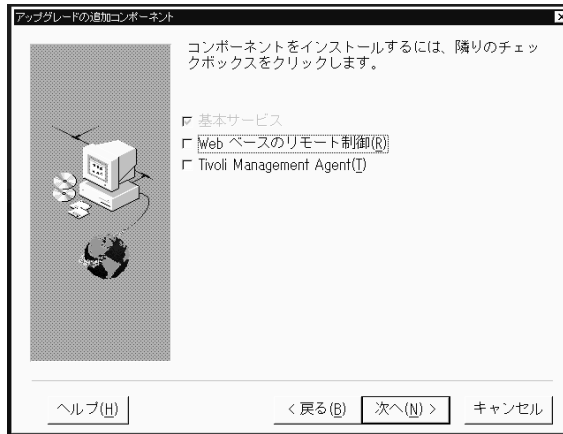 アップグレードの追加コンポーネント
コンポーネントをインストールするには、隣りのチェッ
クボックスをクリックします。
基本サービス
Web ベースのリモート制御(R)
Tivoli Management Agent(T)
ヘルプ(H)
< 戻る(B)
次へ(N) >
キャンセル